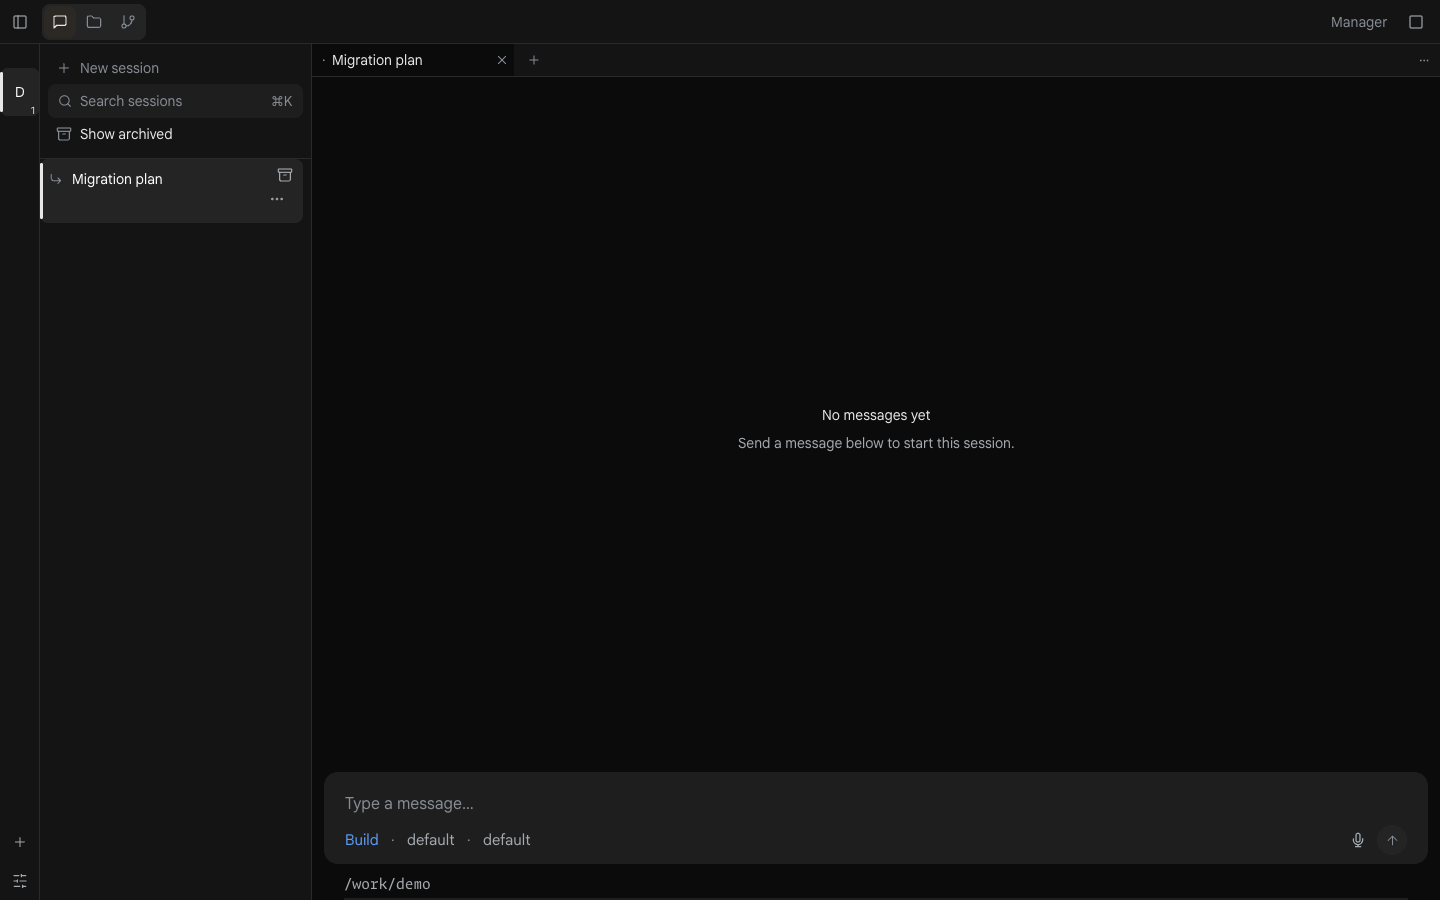 Manager
D
1
New session
Search sessions ⌘K
Show archived
Migration plan
Migration plan
No messages yet
Send a message below to start this session.
Type a message...
Build · default · default
/work/demo